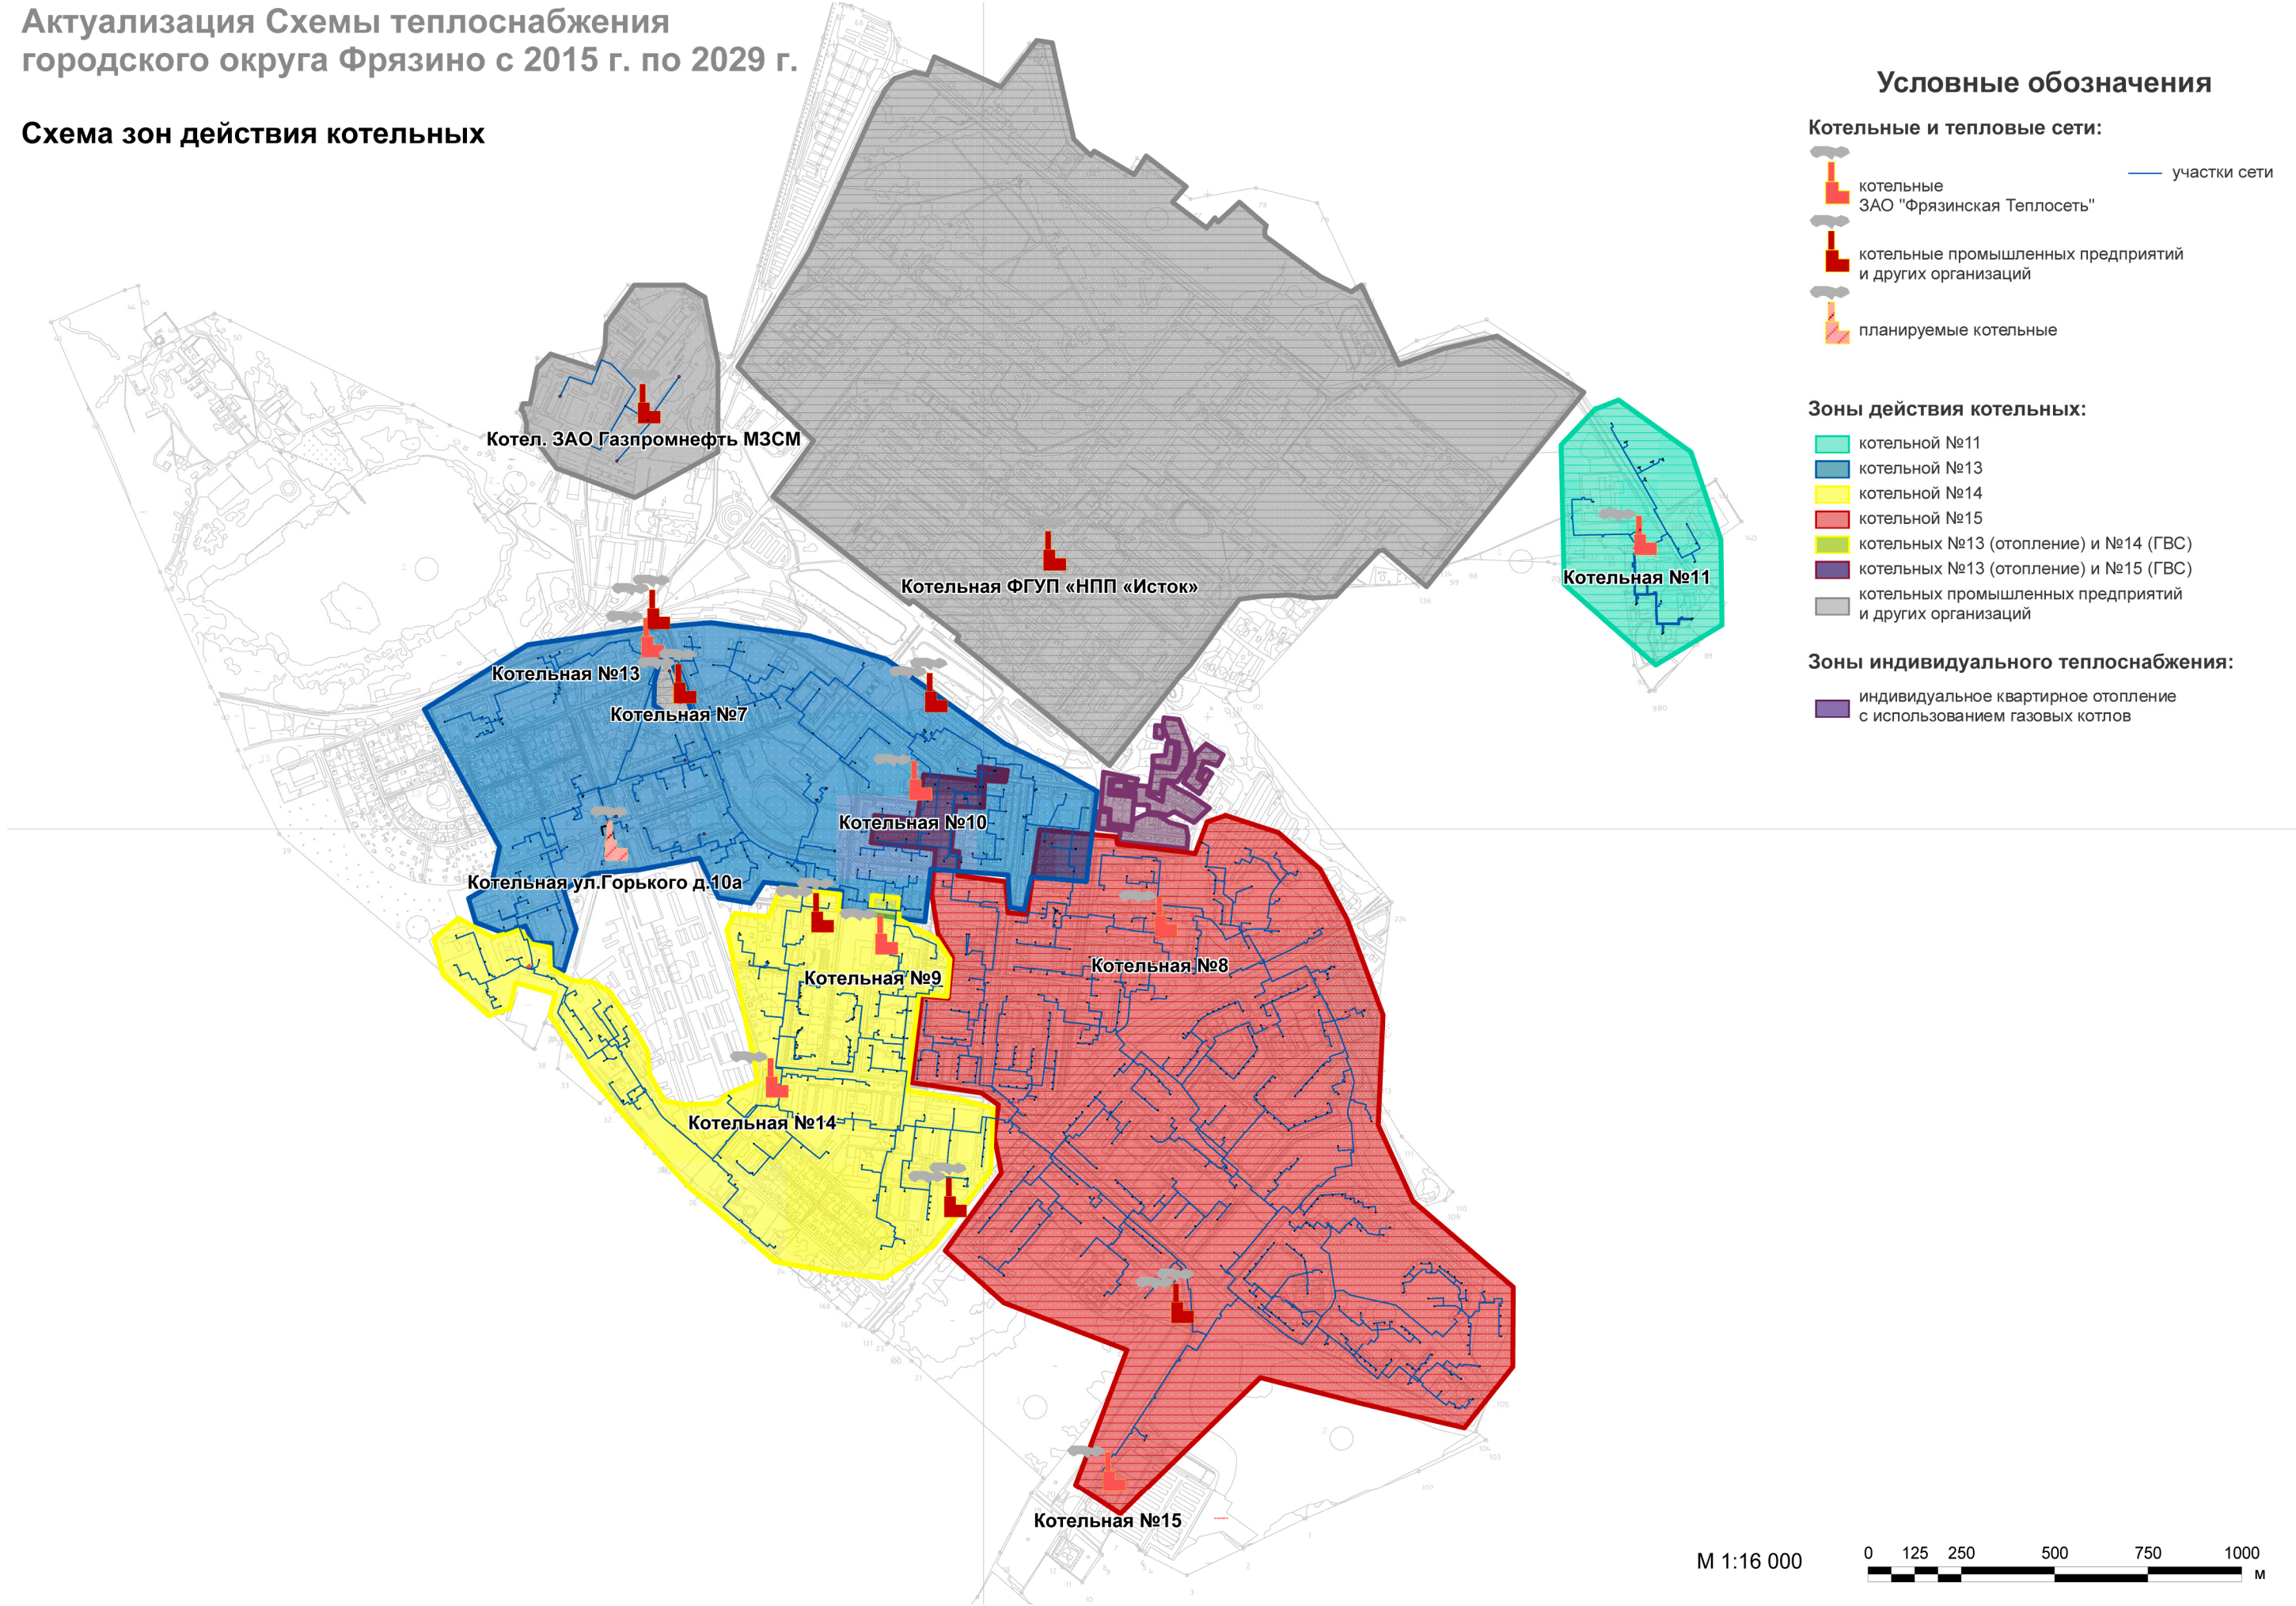 Актуализация Схемы теплоснабжения
городского округа Фрязино с 2015 г. по 2029 г.
Схема зон действия котельных
Условные обозначения
Котельные и тепловые сети:
участки сети
котельные
ЗАО "Фрязинская Теплосеть"
котельные промышленных предприятий
и других организаций
планируемые котельные
Зоны действия котельных:
котельной №11
котельной №13
котельной №14
котельной №15
котельных №13 (отопление) и №14 (ГВС)
котельных №13 (отопление) и №15 (ГВС)
котельных промышленных предприятий
и других организаций
Зоны индивидуального теплоснабжения:
индивидуальное квартирное отопление
с использованием газовых котлов
Котел. ЗАО Газпромнефть МЗСМ
Котельная ФГУП «НПП «Исток»
Котельная №11
Котельная №13
Котельная №7
Котельная №10
Котельная ул.Горького д.10а
Котельная №9
Котельная №8
Котельная №14
Котельная №15
М 1:16 000
0 125 250 500 750 1000
м